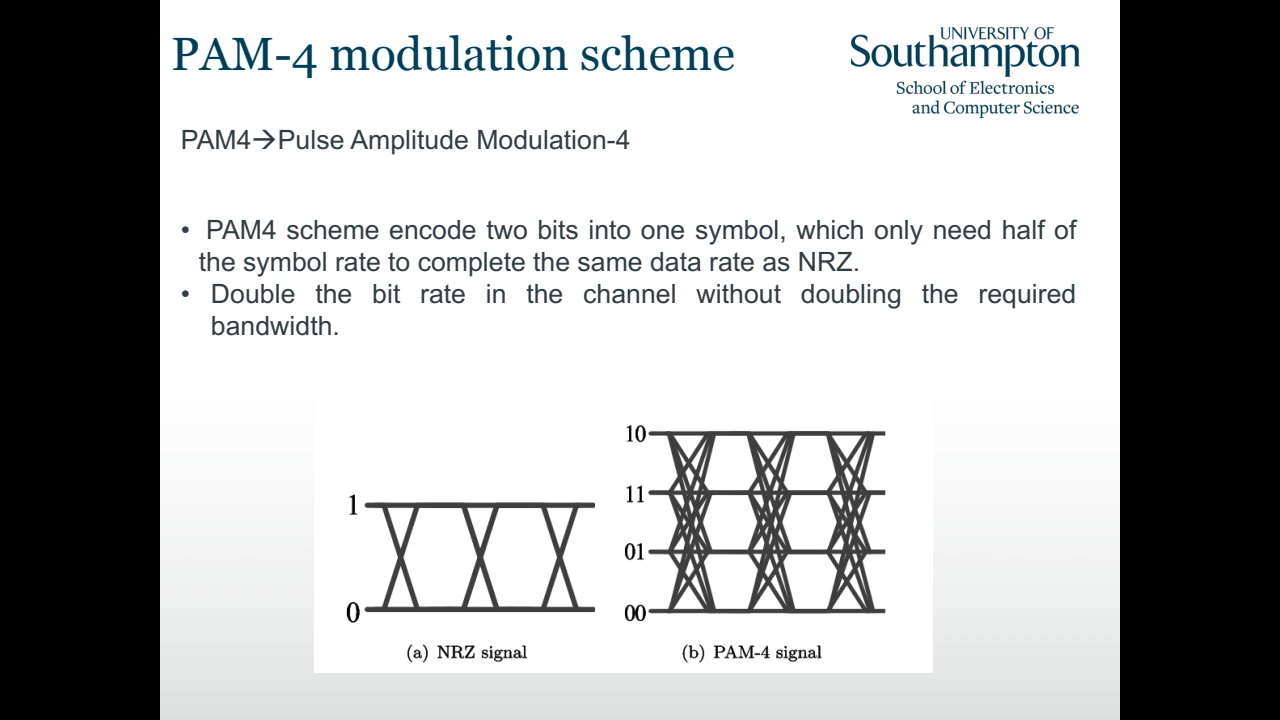 PAM-4 modulation scheme
UNIVERSITY OF
Southampton
School of Electronics
and Computer Science
PAM4→Pulse Amplitude Modulation-4
• PAM4 scheme encode two bits into one symbol, which only need half of
the symbol rate to complete the same data rate as NRZ.
• Double the bit rate in the channel without doubling the required
bandwidth.
1
0
(a) NRZ signal
10
11
01
00
(b) PAM-4 signal